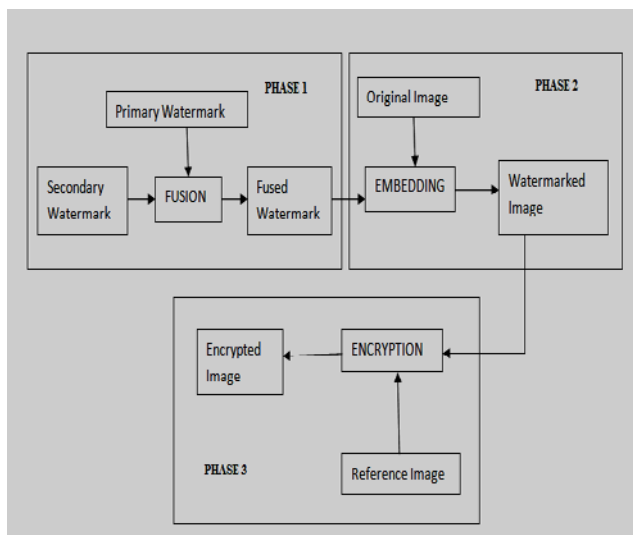 PHASE 1
Primary Watermark
Secondary
Watermark
FUSION
Fused
Watermark
PHASE 2
Original Image
EMBEDDING
Watermarked
Image
Encrypted
Image
ENCRYPTION
PHASE 3
Reference Image